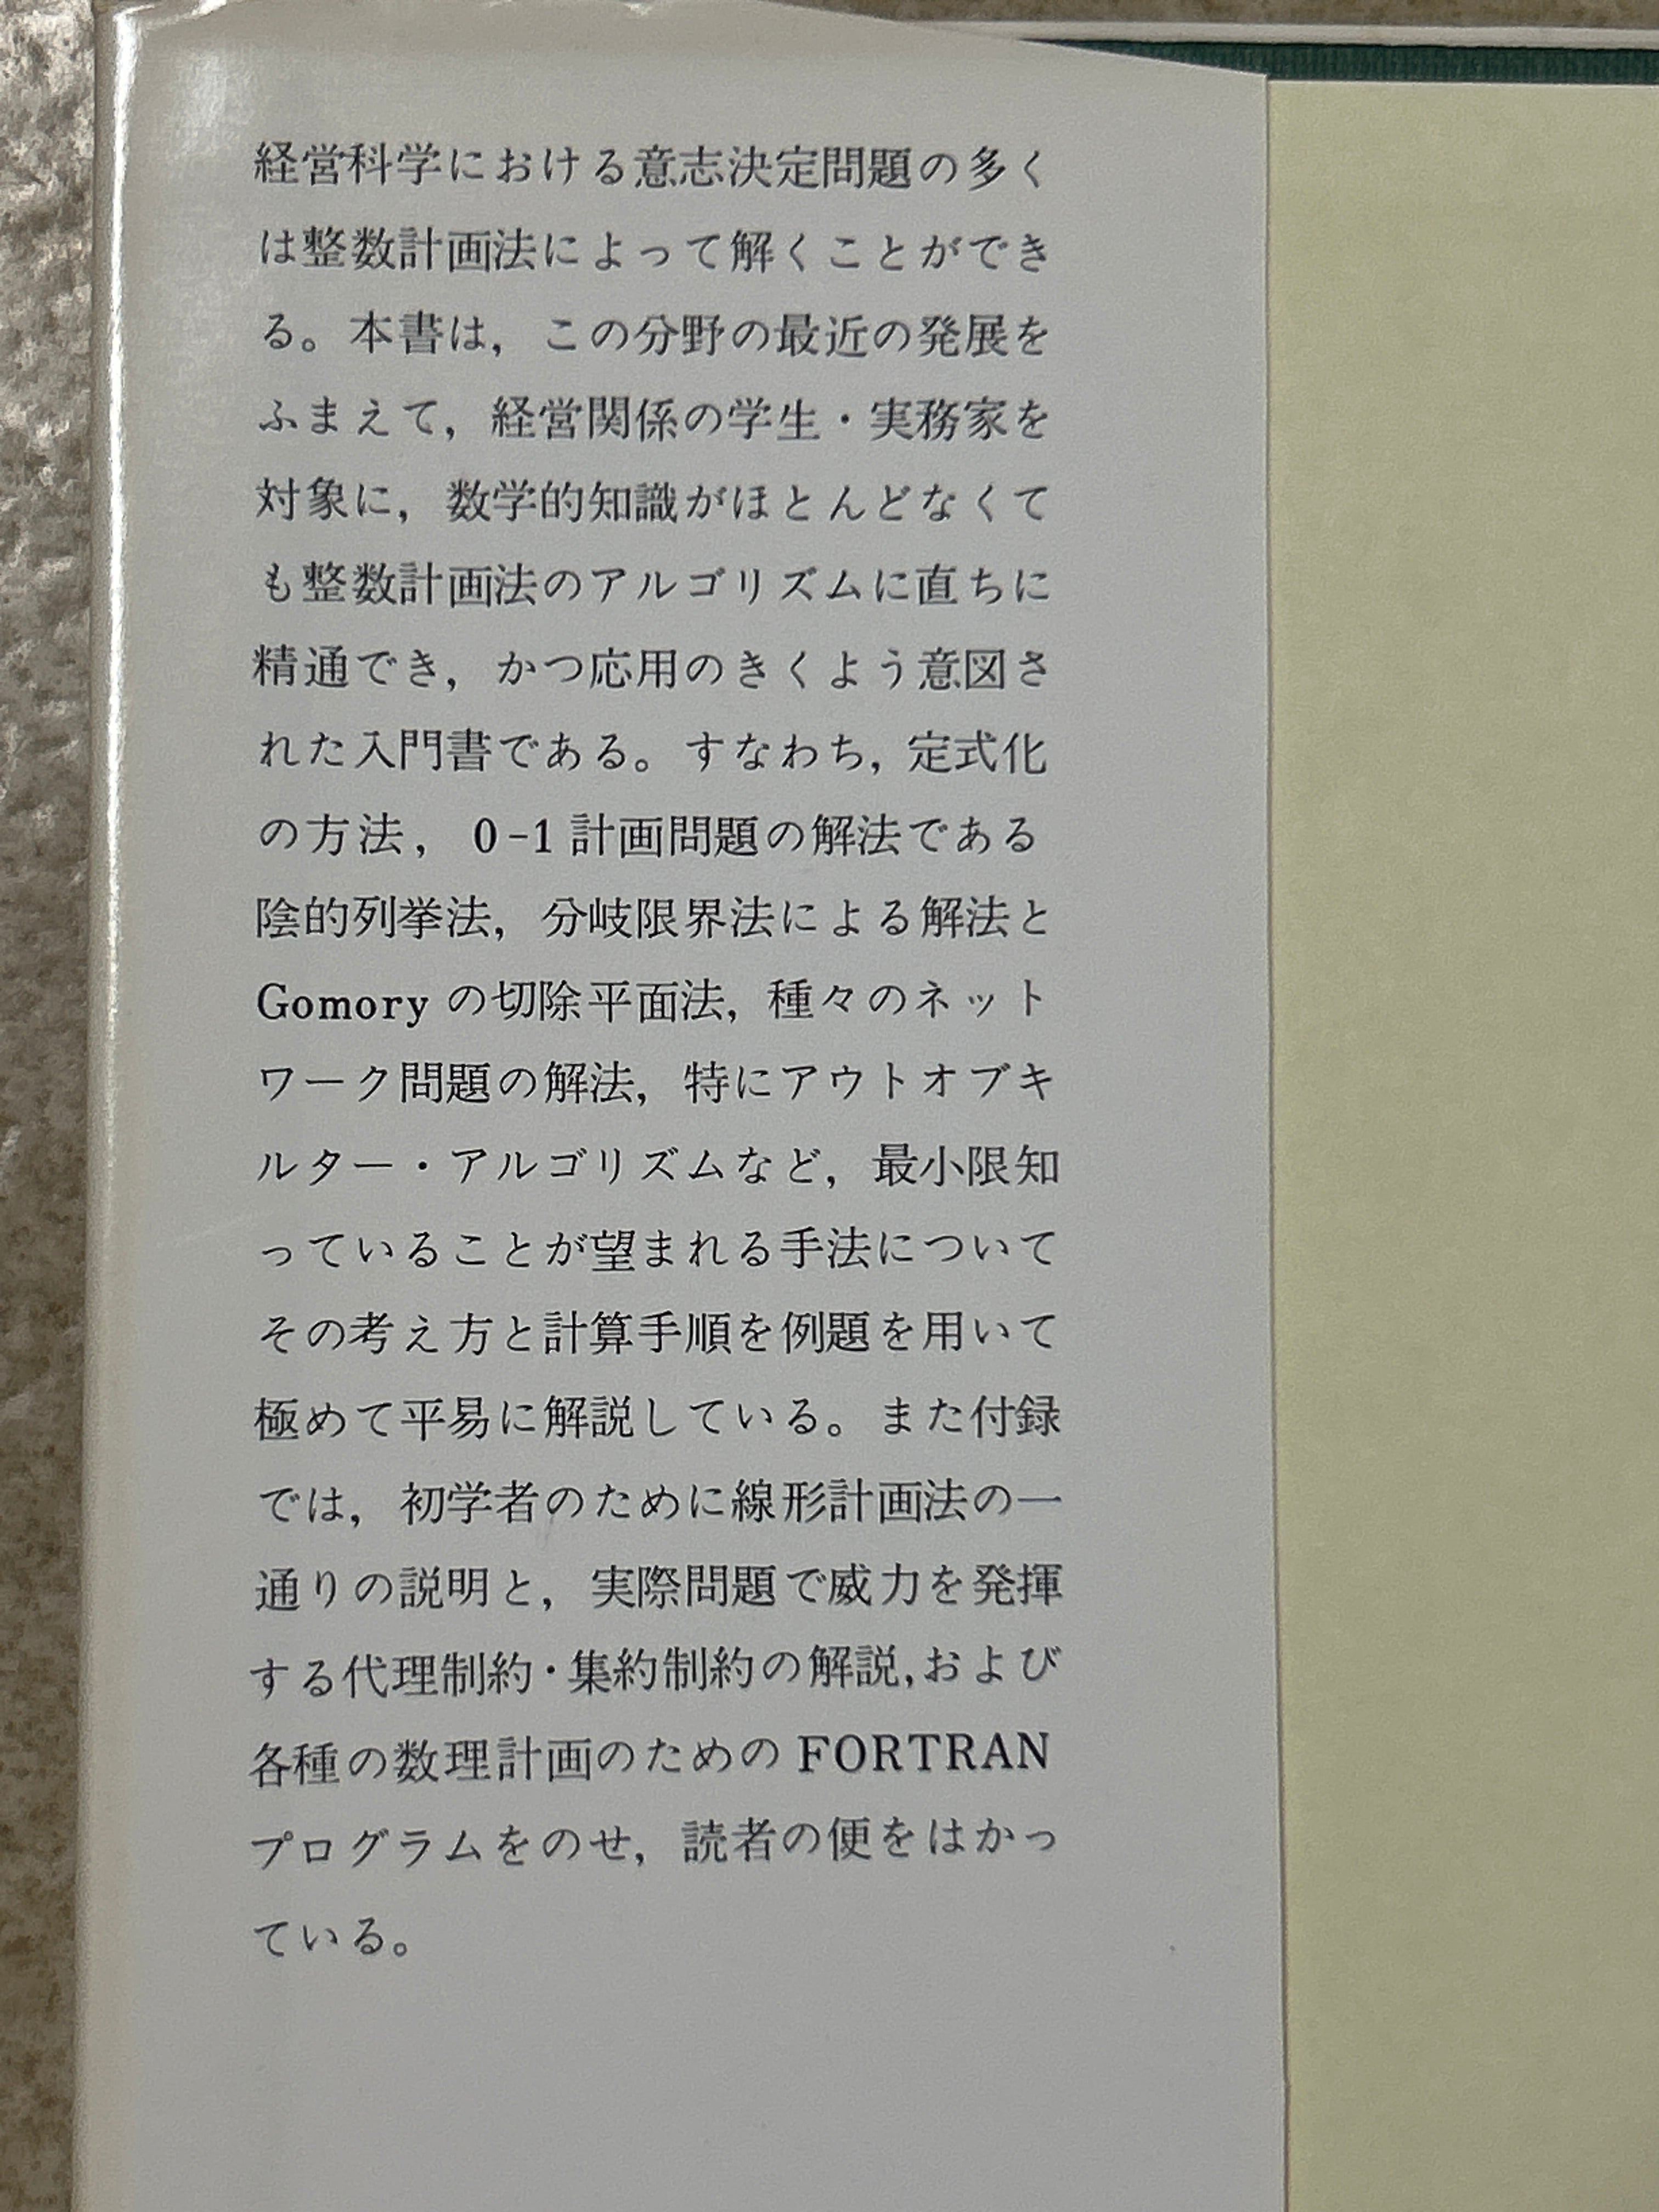 経営科学における意志決定問題の多く
は整数計画法によって解くことができ
る。本書は，この分野の最近の発展を
ふまえて，経営関係の学生・実務家を
対象に，数学的知識がほとんどなくて
も整数計画法のアルゴリズムに直ちに
精通でき，かつ応用のきくよう意図さ
れた入門書である。すなわち，定式化
の方法，0-1計画問題の解法である
陰的列挙法，分岐限界法による解法と
Gomoryの切除平面法，種々のネット
ワーク問題の解法，特にアウトオブキ
ルター・アルゴリズムなど，最小限知
っていることが望まれる手法について
その考え方と計算手順を例題を用いて
極めて平易に解説している。また付録
では，初学者のために線形計画法の一
通りの説明と，実際問題で威力を発揮
する代理制約・集約制約の解説，および
各種の数理計画のための FORTRAN
プログラムをのせ，読者の便をはかっ
ている。